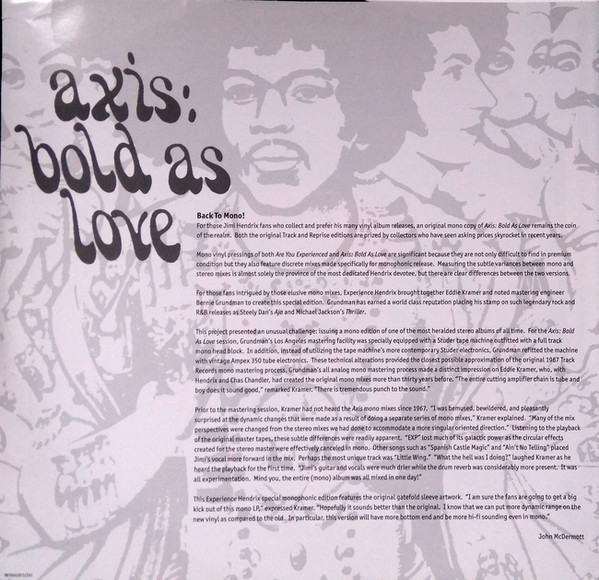 axis:
bold as
love
Back To Mono!
For those Jimi Hendrix fans who collect and prefer his many vinyl album releases, an original mono copy of Axis: Bold As Love remains the coin
of the realm. Both the original Track and Reprise editions are prized by collectors who have seen asking prices skyrocket in recent years.
Mono vinyl pressings of both Are You Experienced and Axis: Bold As Love are significant because they are not only difficult to find in premium
condition but they also feature discrete mixes made specifically for monophonic release. Measuring the subtle variances between mono and
stereo mixes is almost solely the province of the most dedicated Hendrix devotee, but there are clear differences between the two versions.
For those fans intrigued by those elusive mono mixes, Experience Hendrix brought together Eddie Kramer and noted mastering engineer
Bernie Grundman to create this special edition. Grundman has earned a world class reputation placing his stamp on such legendary rock and
R&B releases as Steely Dan's Aja and Michael Jackson's Thriller.
This project presented an unusual challenge: issuing a mono edition of one of the most heralded stereo albums of all time. For the Axis: Bold
As Love session, Grundman's Los Angeles mastering facility was specially equipped with a Studer tape machine outfitted with a full track
mono head block. In addition, instead of utilizing the tape machine's more contemporary Studer electronics, Grundman refitted the machine
with vintage Ampex 350 tube electronics. These technical alterations provided the closest possible approximation of the original 1967 Track
Records mono mastering process. Grundman's all analog mono mastering process made a distinct impression on Eddie Kramer, who, with
Hendrix and Chas Chandler, had created the original mono mixes more than thirty years before. "The entire cutting amplifier chain is tube and
boy does it sound good," remarked Kramer. "There is tremendous punch to the sound."
Prior to the mastering session, Kramer had not heard the Axis mono mixes since 1967. "I was bemused, bewildered, and pleasantly
surprised at the dynamic changes that were made as a result of doing a separate series of mono mixes," Kramer explained. "Many of the mix
perspectives were changed from the stereo mixes we had done to accommodate a more singular oriented direction." Listening to the playback
of the original master tapes, these subtle differences were readily apparent. "EXP" lost much of its galactic power as the circular effects
created for the stereo master were effectively canceled in mono. Other songs such as "Spanish Castle Magic" and "Ain't No Telling" placed
Jimi's vocal more forward in the mix. Perhaps the most unique track was "Little Wing." "What the hell was I doing?" laughed Kramer as he
heard the playback for the first time. "Jimi's guitar and vocals were much drier while the drum reverb was considerably more present. It was
all experimentation. Mind you, the entire (mono) album was all mixed in one day!"
This Experience Hendrix special monophonic edition features the original gatefold sleeve artwork. "I am sure the fans are going to get a big
kick out of this mono LP," expressed Kramer. "Hopefully it sounds better than the original. I know that we can put more dynamic range on the
new vinyl as compared to the old. In particular, this version will have more bottom end and be more hi-fi sounding even in mono."
John McDermott